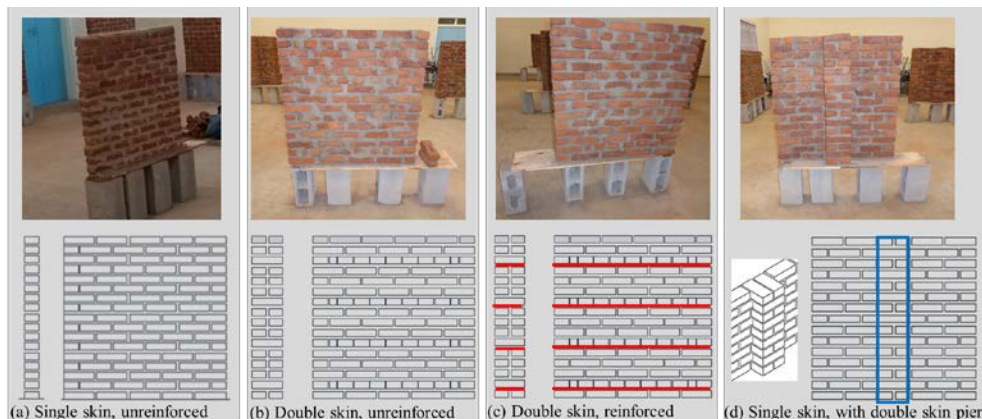 (a) Single skin, unreinforced
(b) Double skin, unreinforced
(c) Double skin, reinforced
(d) Single skin, with double skin pier